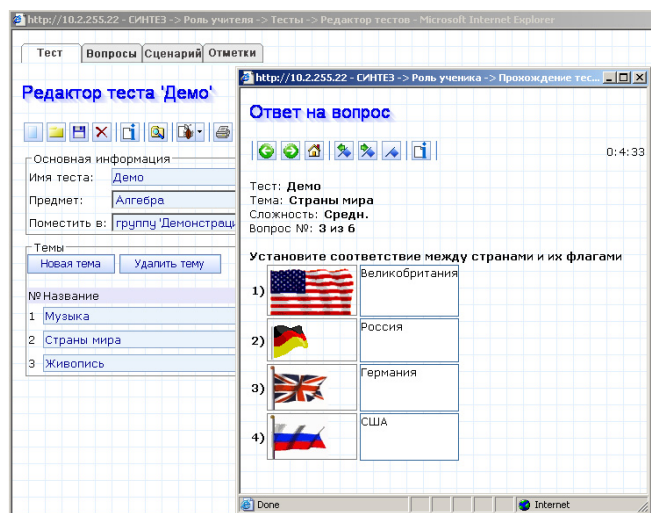 http://10.2.255.22 - СИНТЕЗ -> Роль учителя -> Тесты -> Редактор тестов - Microsoft Internet Explorer
Тест Вопросы Сценарий Отметки
Редактор теста 'Демо'
Основная информация
Имя теста: Демо
Предмет: Алгебра
Поместить в: группу 'Демонстраци
Темы
Новая тема Удалить тему
№ Название
1 Музыка
2 Страны мира
3 Живопись
http://10.2.255.22 - СИНТЕЗ -> Роль ученика -> Прохождение тес...
Ответ на вопрос
0:4:33
Тест: Демо
Тема: Страны мира
Сложность: Средн.
Вопрос №: 3 из 6
Установите соответствие между странами и их флагами
1) Великобритания
2) Россия
3) Германия
4) США
Done Internet